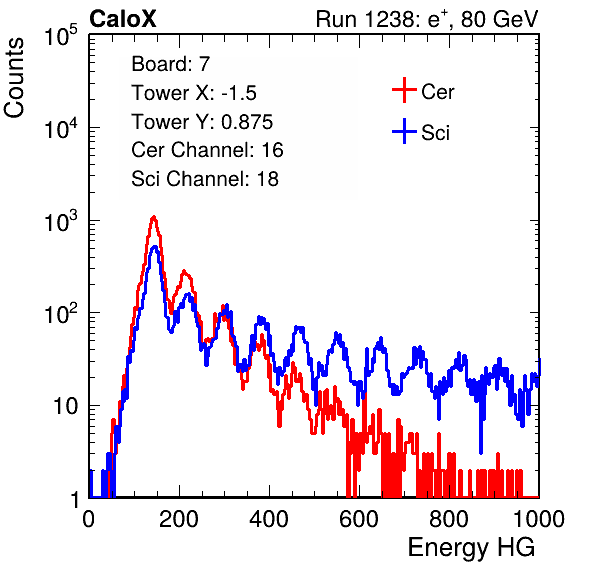 CaloX Run 1238: e⁺, 80 GeV
Counts
Board: 7
Tower X: -1.5
Tower Y: 0.875
Cer Channel: 16
Sci Channel: 18
Cer
Sci
10⁵
10⁴
10³
10²
10
1
0 200 400 600 800 1000
Energy HG